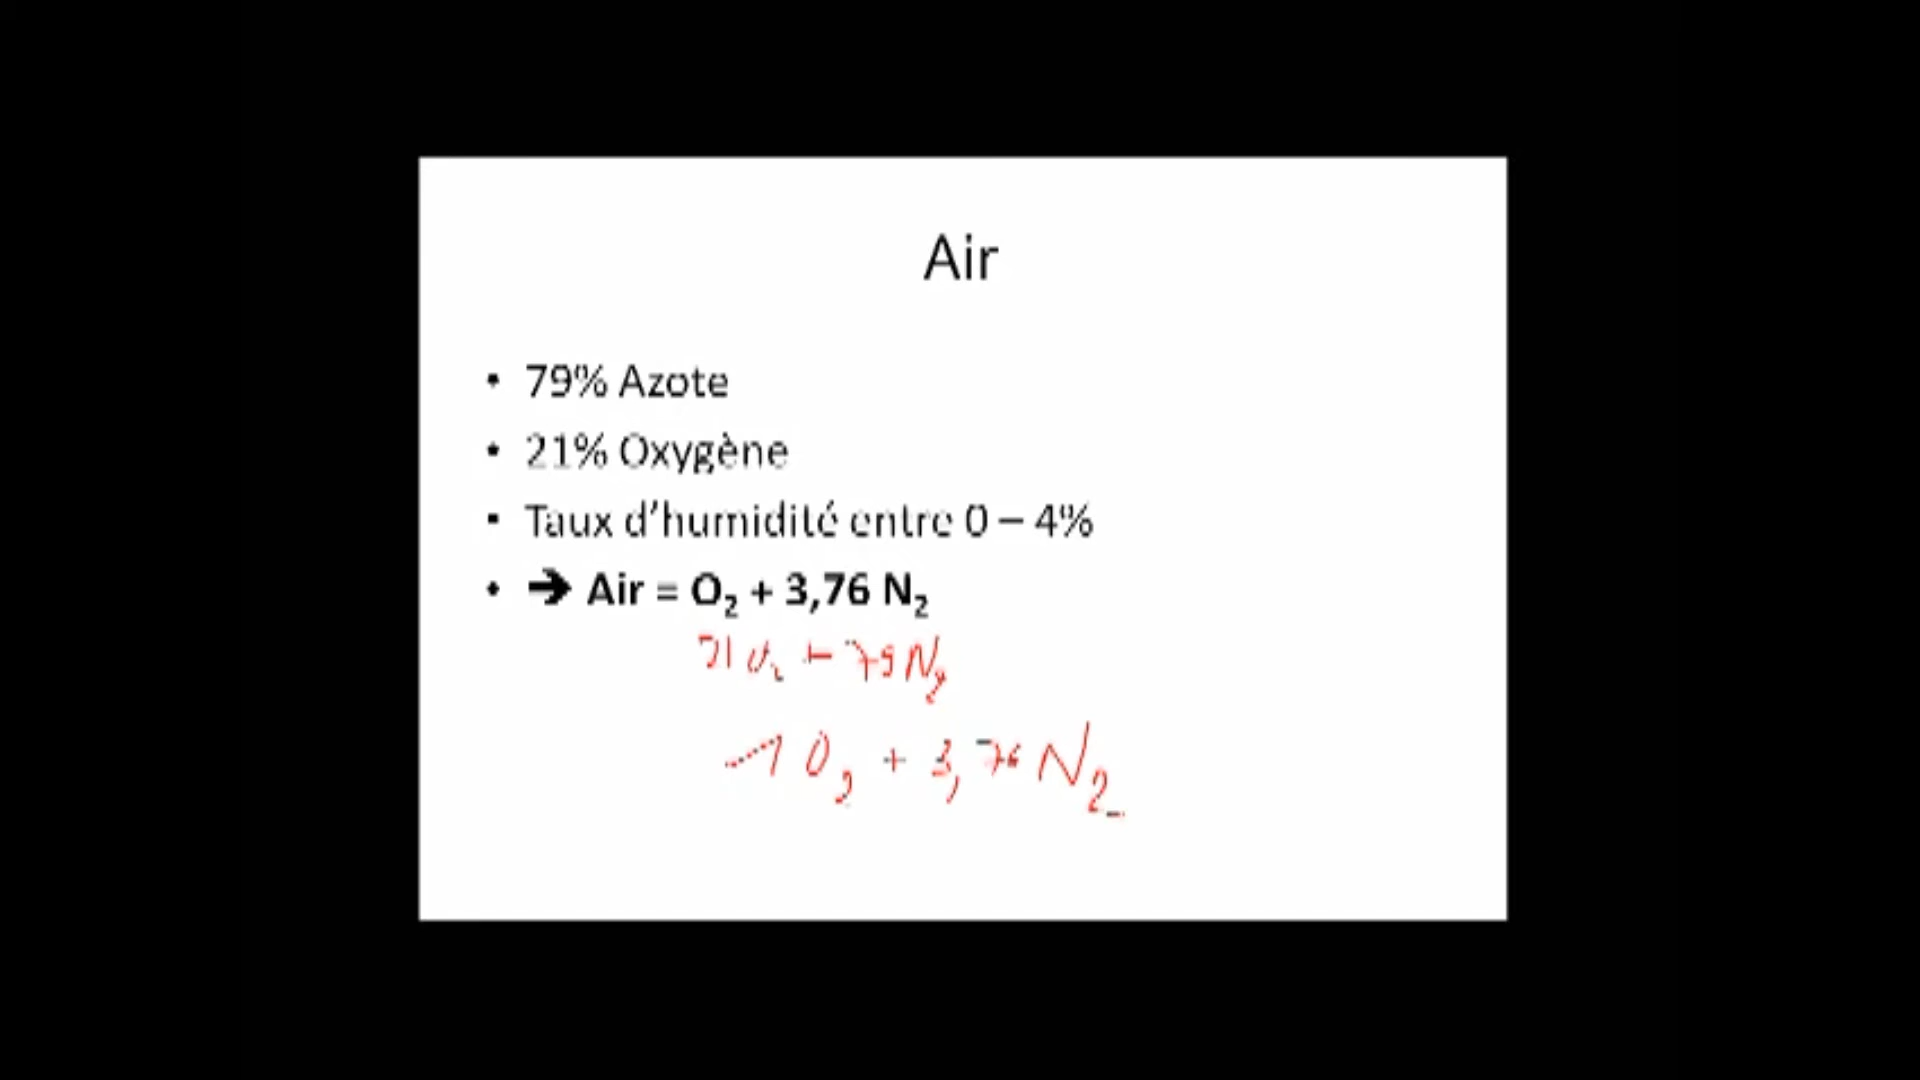 Air
• 79% Azote
• 21% Oxygène
• Taux d’humidité entre 0 – 4%
• ➔ Air = O₂ + 3,76 N₂
21 O₂ + 79 N₂
1 O₂ + 3,76 N₂